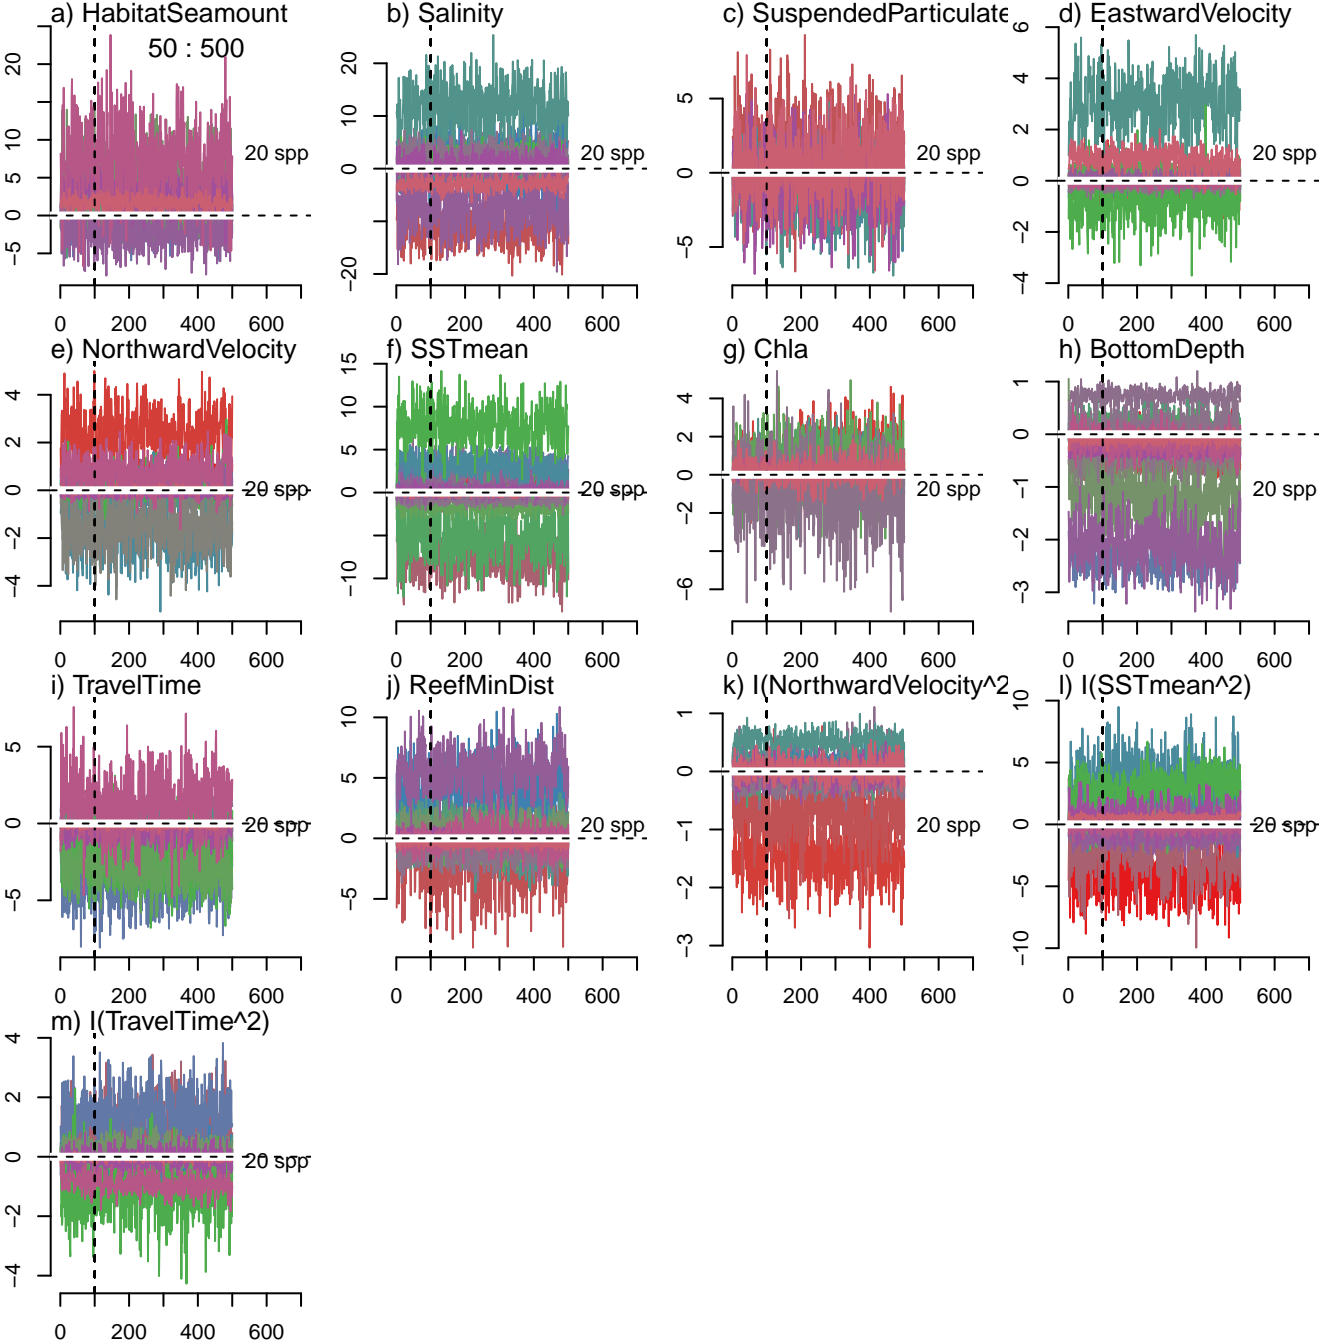 a) HabitatSeamount
50 : 500
20 spp
20
10
5
0
−5
0 200 400 600
b) Salinity
20 spp
20
10
0
−20
0 200 400 600
c) SuspendedParticulate
20 spp
5
0
−5
0 200 400 600
d) EastwardVelocity
20 spp
6
4
2
0
−2
−4
0 200 400 600
e) NorthwardVelocity
20 spp
4
2
0
−2
−4
0 200 400 600
f) SSTmean
20 spp
15
10
5
0
−10
0 200 400 600
g) Chla
20 spp
4
2
0
−2
−6
0 200 400 600
h) BottomDepth
20 spp
1
0
−1
−2
−3
0 200 400 600
i) TravelTime
20 spp
5
0
−5
0 200 400 600
j) ReefMinDist
20 spp
10
5
0
−5
0 200 400 600
k) I(NorthwardVelocity^2
20 spp
1
0
−1
−2
−3
0 200 400 600
l) I(SSTmean^2)
20 spp
10
5
0
−5
−10
0 200 400 600
m) I(TravelTime^2)
20 spp
4
2
0
−2
−4
0 200 400 600